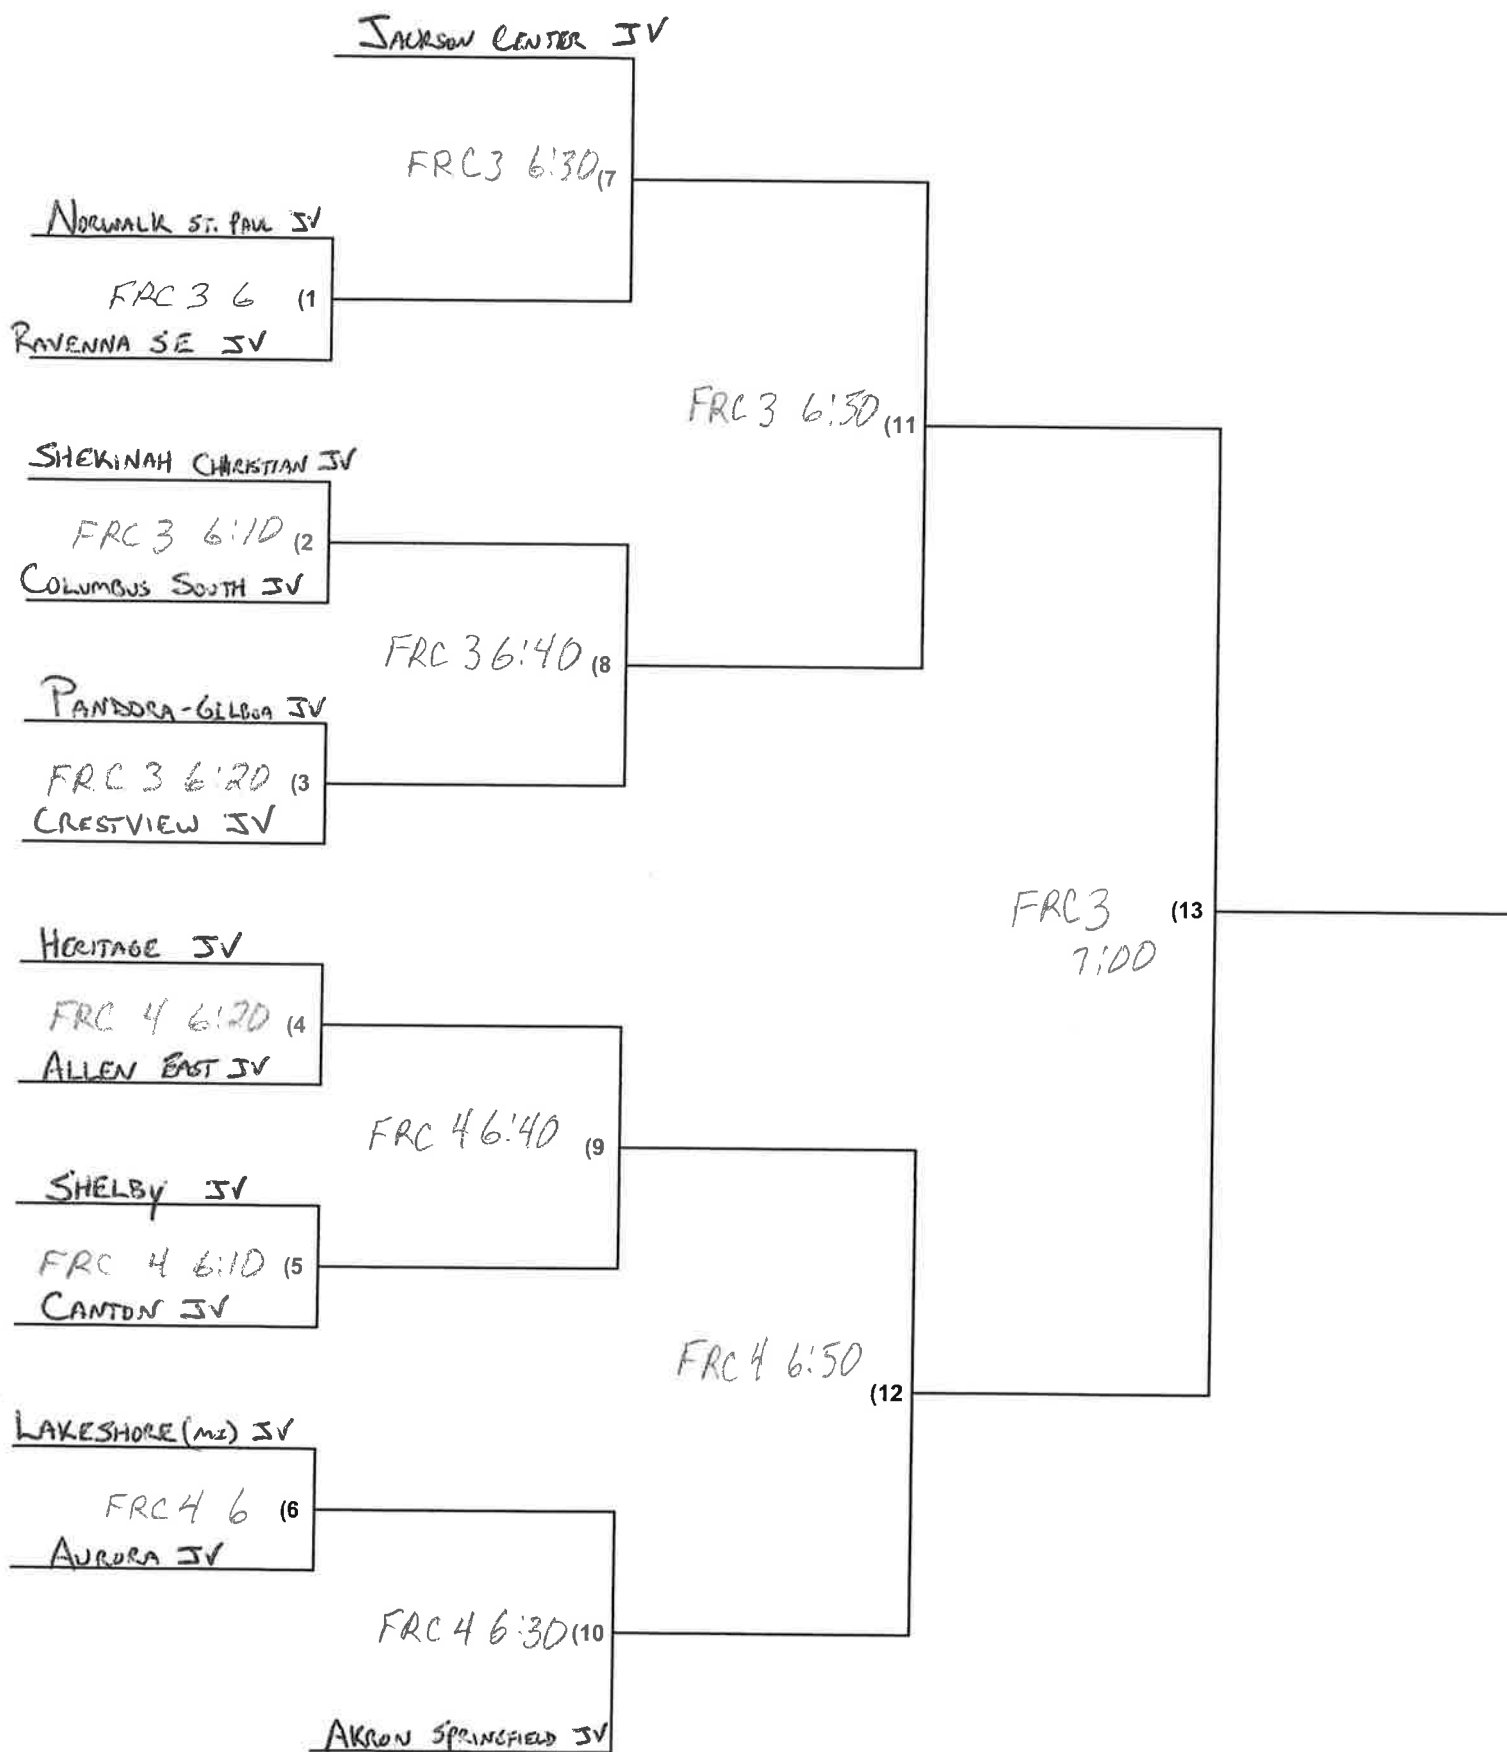 JACKSON CENTER JV
FRC3 6:30 (7
NORWALK ST. PAUL JV
FRC 3 6 (1
RAVENNA SE JV
FRC 3 6:50 (11
SHEKINAH CHRISTIAN JV
FRC 3 6:10 (2
COLUMBUS SOUTH JV
FRC 3 6:40 (8
PANDORA-GILBOA JV
FRC 3 6:20 (3
CRESTVIEW JV
FRC3 (13
7:00
HERITAGE JV
FRC 4 6:20 (4
ALLEN EAST JV
FRC 4 6:40 (9
SHELBY JV
FRC 4 6:10 (5
CANTON JV
FRC 4 6:50
(12
LAKESHORE (MI) JV
FRC 4 6 (6
AURORA JV
FRC 4 6:30 (10
AKRON SPRINGFIELD JV